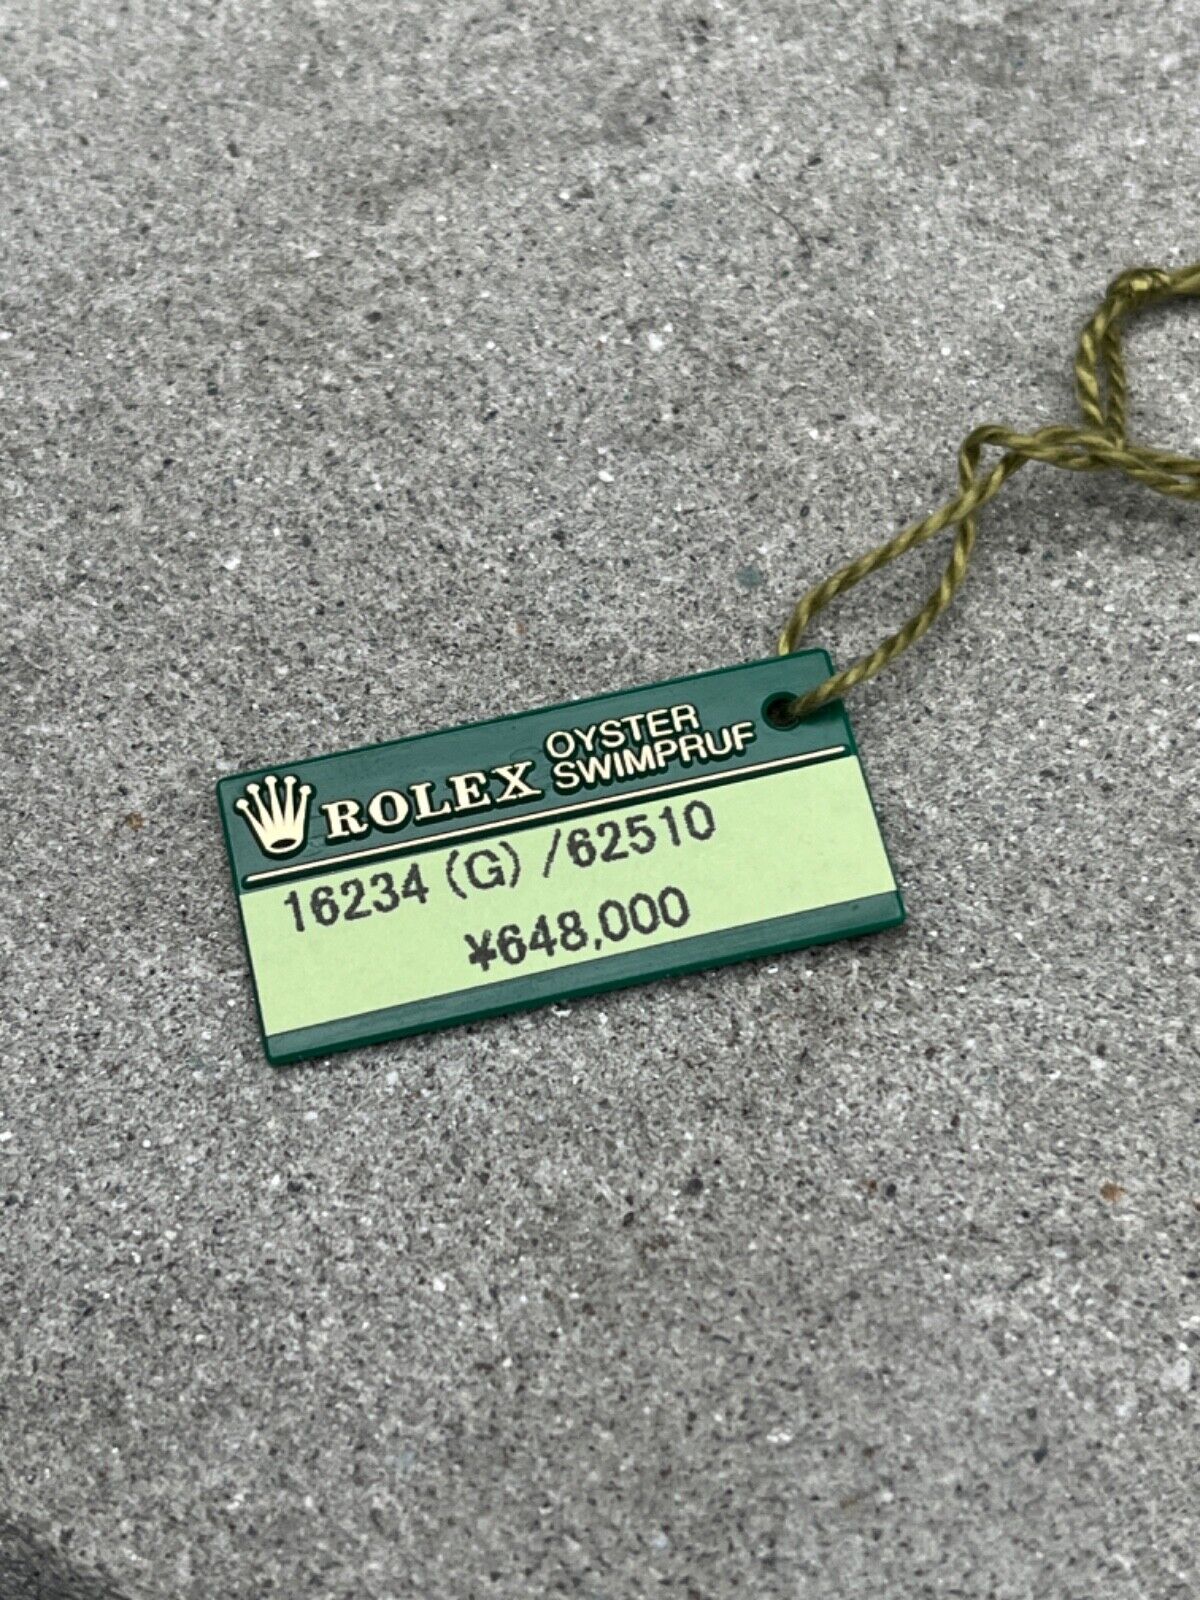 ROLEX OYSTER SWIMPRUF
16234 (G) /62510
¥648,000